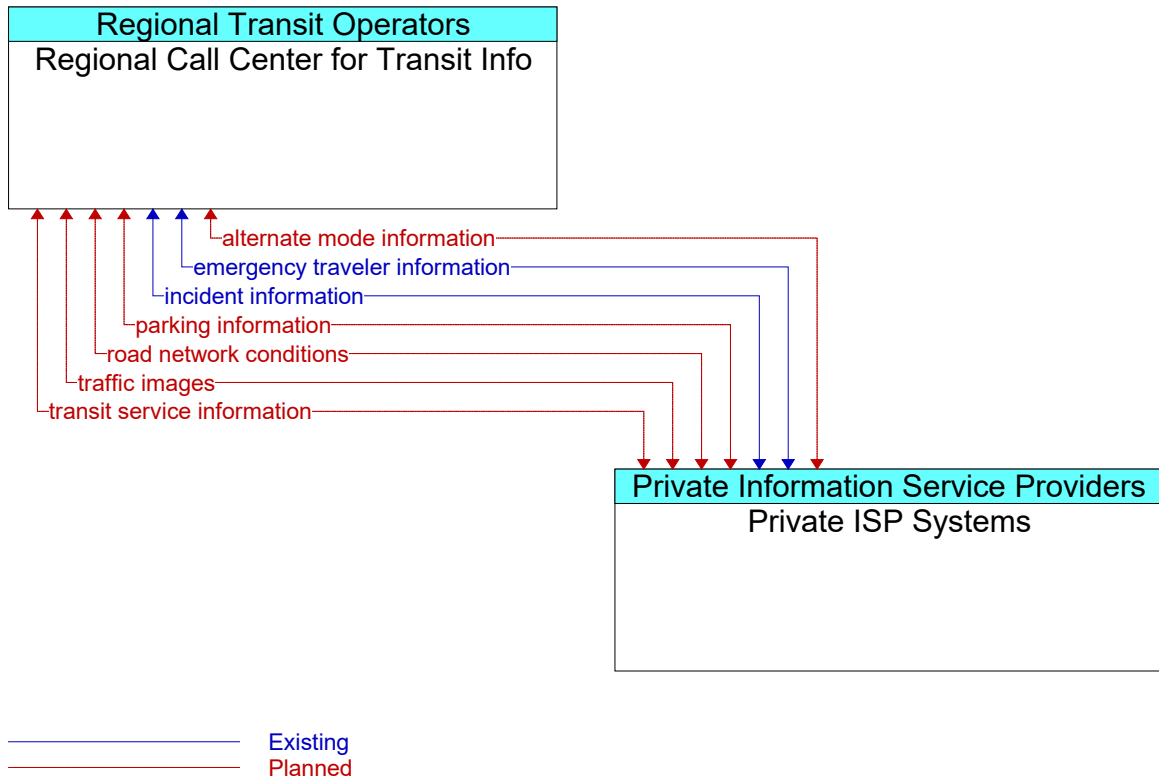 Regional Transit Operators
Regional Call Center for Transit Info
alternate mode information
emergency traveler information
incident information
parking information
road network conditions
traffic images
transit service information
Private Information Service Providers
Private ISP Systems
Existing
Planned